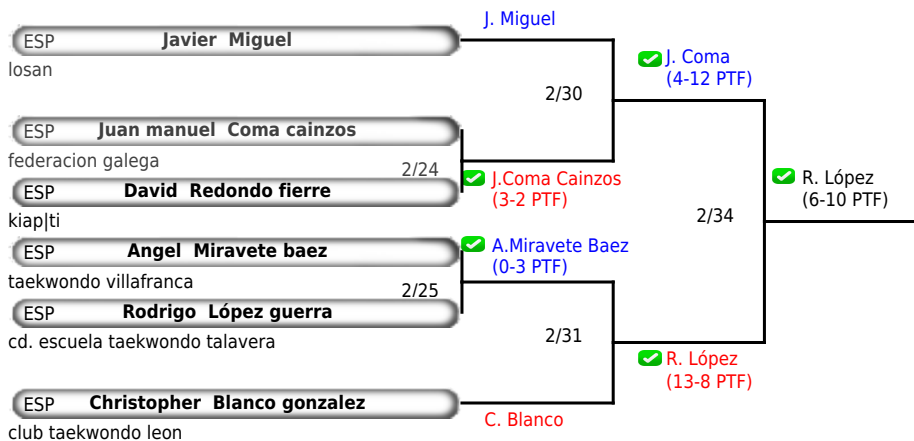 J. Miguel
ESP Javier Miguel
losan
J. Coma
(4-12 PTF)
2/30
ESP Juan manuel Coma cainzos
federacion galega
2/24
J.Coma Cainzos
(3-2 PTF)
ESP David Redondo fierre
kiap|ti
R. López
(6-10 PTF)
2/34
A.Miravete Baez
(0-3 PTF)
ESP Angel Miravete baez
taekwondo villafranca
2/25
ESP Rodrigo López guerra
cd. escuela taekwondo talavera
2/31
R. López
(13-8 PTF)
ESP Christopher Blanco gonzalez
C. Blanco
club taekwondo leon